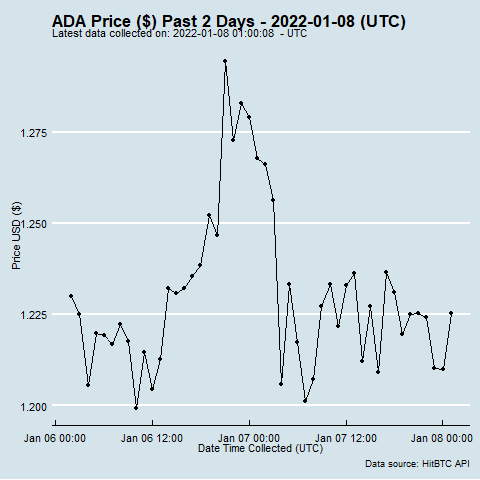 ADA Price ($) Past 2 Days - 2022-01-08 (UTC)
Latest data collected on: 2022-01-08 01:00:08 - UTC
Price USD ($)
1.275
1.250
1.225
1.200
Jan 06 00:00 Jan 06 12:00 Jan 07 00:00 Jan 07 12:00 Jan 08 00:00
Date Time Collected (UTC)
Data source: HitBTC API